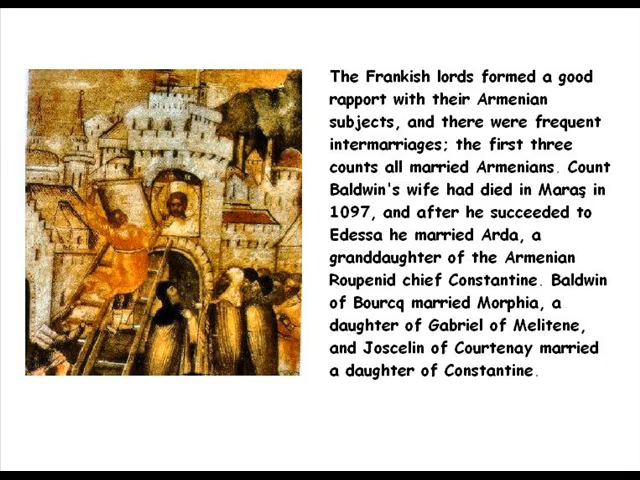 The Frankish lords formed a good
rapport with their Armenian
subjects, and there were frequent
intermarriages; the first three
counts all married Armenians. Count
Baldwin's wife had died in Maraş in
1097, and after he succeeded to
Edessa he married Arda, a
granddaughter of the Armenian
Roupenid chief Constantine. Baldwin
of Bourcq married Morphia, a
daughter of Gabriel of Melitene,
and Joscelin of Courtenay married
a daughter of Constantine.